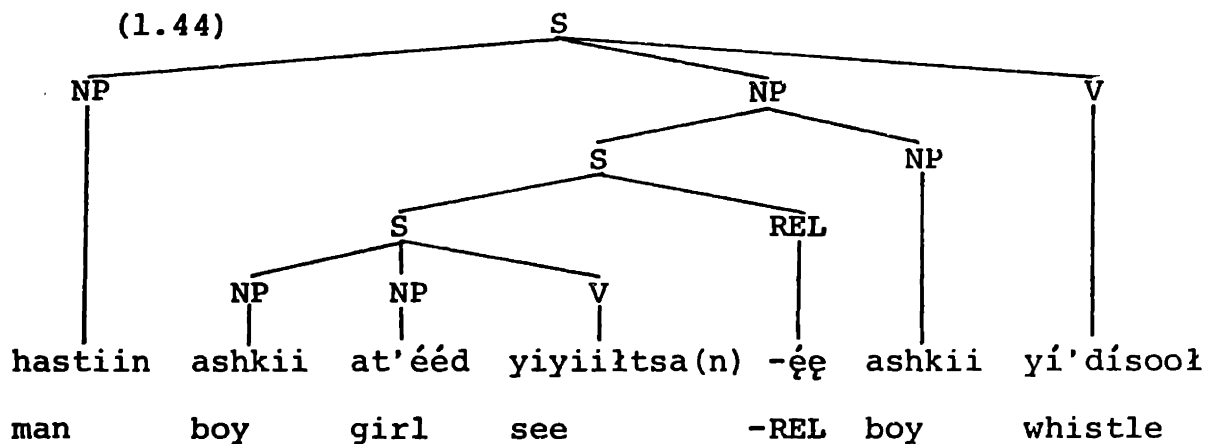 (1.44)
S
NP NP V
S NP
S REL
NP NP V
hastiin ashkii at'ééd yiyiiłtsa(n) -ę́ę ashkii yí'dísooł
man boy girl see -REL boy whistle